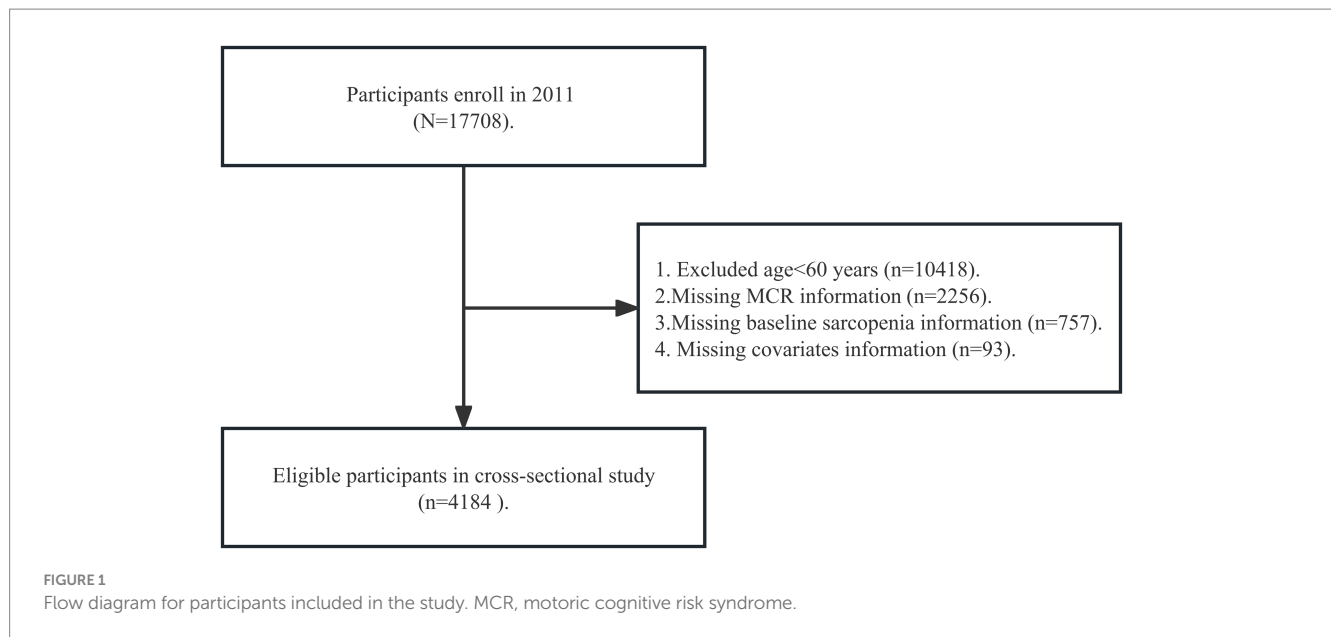 Participants enroll in 2011
(N=17708).
1. Excluded age<60 years (n=10418).
2.Missing MCR information (n=2256).
3.Missing baseline sarcopenia information (n=757).
4. Missing covariates information (n=93).
Eligible participants in cross-sectional study
(n=4184 ).
FIGURE 1
Flow diagram for participants included in the study. MCR, motoric cognitive risk syndrome.